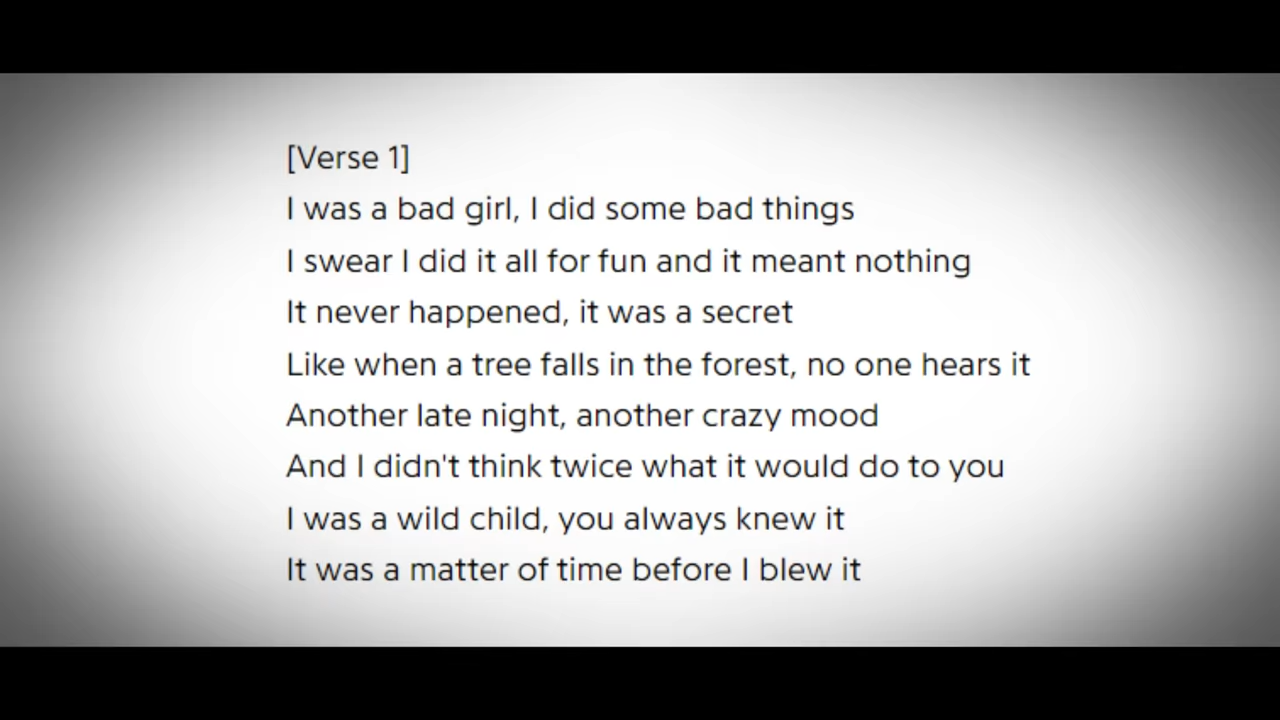 [Verse 1]
I was a bad girl, I did some bad things
I swear I did it all for fun and it meant nothing
It never happened, it was a secret
Like when a tree falls in the forest, no one hears it
Another late night, another crazy mood
And I didn't think twice what it would do to you
I was a wild child, you always knew it
It was a matter of time before I blew it